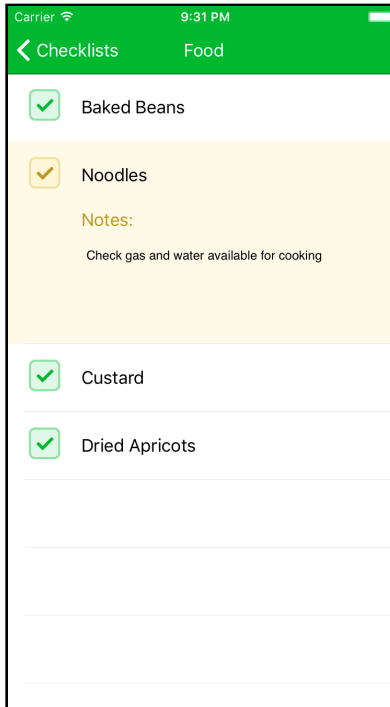 Carrier 9:31 PM
Checklists Food
Baked Beans
Noodles
Notes:
Check gas and water available for cooking
Custard
Dried Apricots